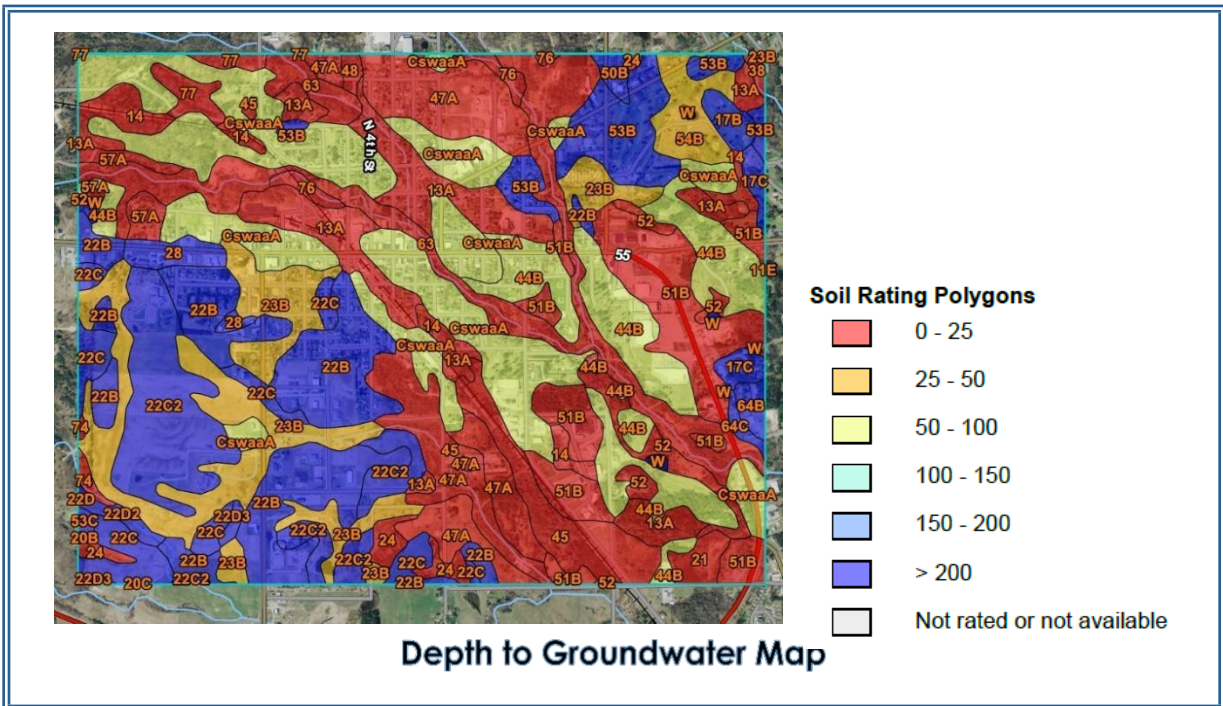 77 77 77 76 24 23B
47A 48 CswaaA 76 50B 53B 38
63
77 45 13A 47A W 13A
14 CswaaA 17B
14 53B N 4th St CswaaA 53B 54B 53B
13A CswaaA 14
57A CswaaA 17C
57A 76 13A 53B 23B 13A
52 W
44B 57A 22B 52
CswaaA 13A 51B
22B 28 63 CswaaA 51B 55 44B
22C 44B 11E
22B 22B 23B 22C 51B 51B 52
28 14 CswaaA 44B W
22C CswaaA 13A W
22B 44B 17C
22B 22C2 22C 44B W 64B
74 CswaaA 23B 51B 44B 51B 64C
45 14 52
22C2 47A W
74 13A 47A 47A 51B 52 CswaaA
22D 22B
22D2 22D3 44B
53C 22C 22C 22C2 23B 13A
20B 24 47A 45
24 22B 22C2 22C 22B 21 51B
23B 23B 24 22C
22D3 20C 22C2 22B 51B 52 44B
Soil Rating Polygons
0 - 25
25 - 50
50 - 100
100 - 150
150 - 200
> 200
Not rated or not available
Depth to Groundwater Map